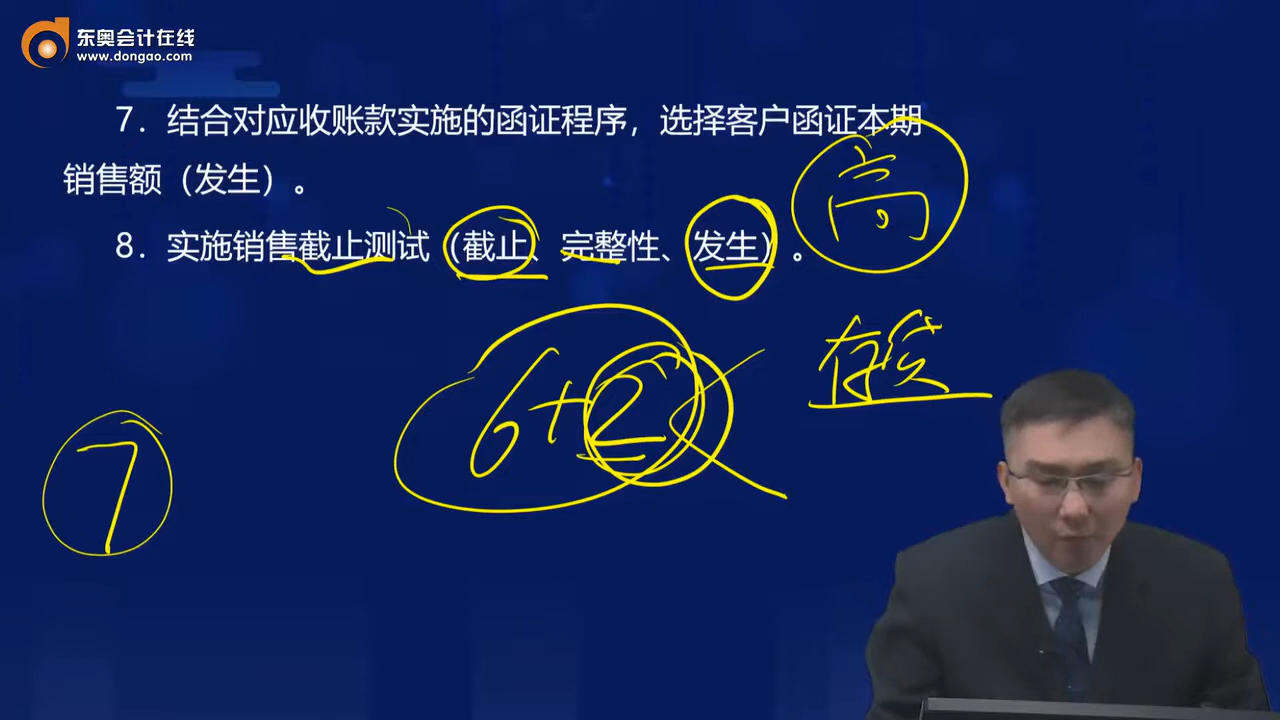 东奥会计在线
www.dongao.com
7．结合对应收账款实施的函证程序，选择客户函证本期
销售额（发生）。
8．实施销售截止测试（截止、完整性、发生）。
高
存货
6+2
7